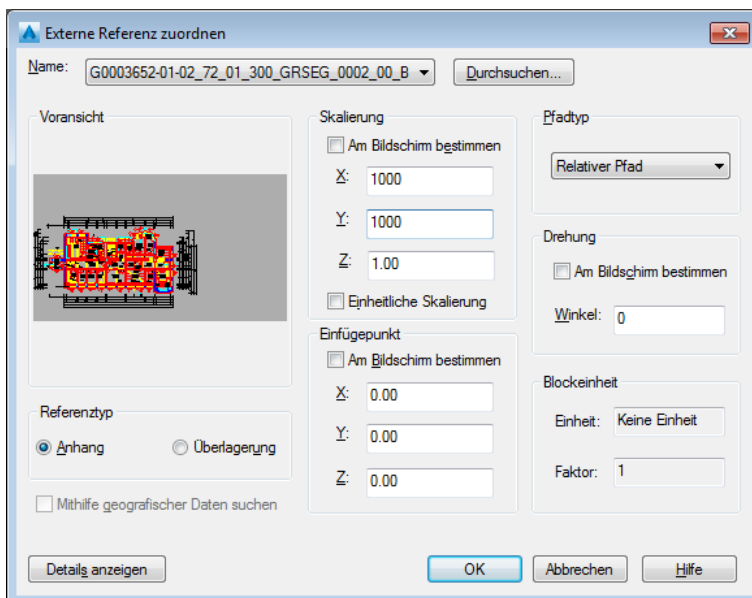 Externe Referenz zuordnen
Name: G0003652-01-02_72_01_300_GRSEG_0002_00_B Durchsuchen...
Voransicht
Referenztyp
Anhang Überlagerung
Mithilfe geografischer Daten suchen
Skalierung
Am Bildschirm bestimmen
X: 1000
Y: 1000
Z: 1.00
Einheitliche Skalierung
Einfügepunkt
Am Bildschirm bestimmen
X: 0.00
Y: 0.00
Z: 0.00
Pfadtyp
Relativer Pfad
Drehung
Am Bildschirm bestimmen
Winkel: 0
Blockeinheit
Einheit: Keine Einheit
Faktor: 1
Details anzeigen OK Abbrechen Hilfe